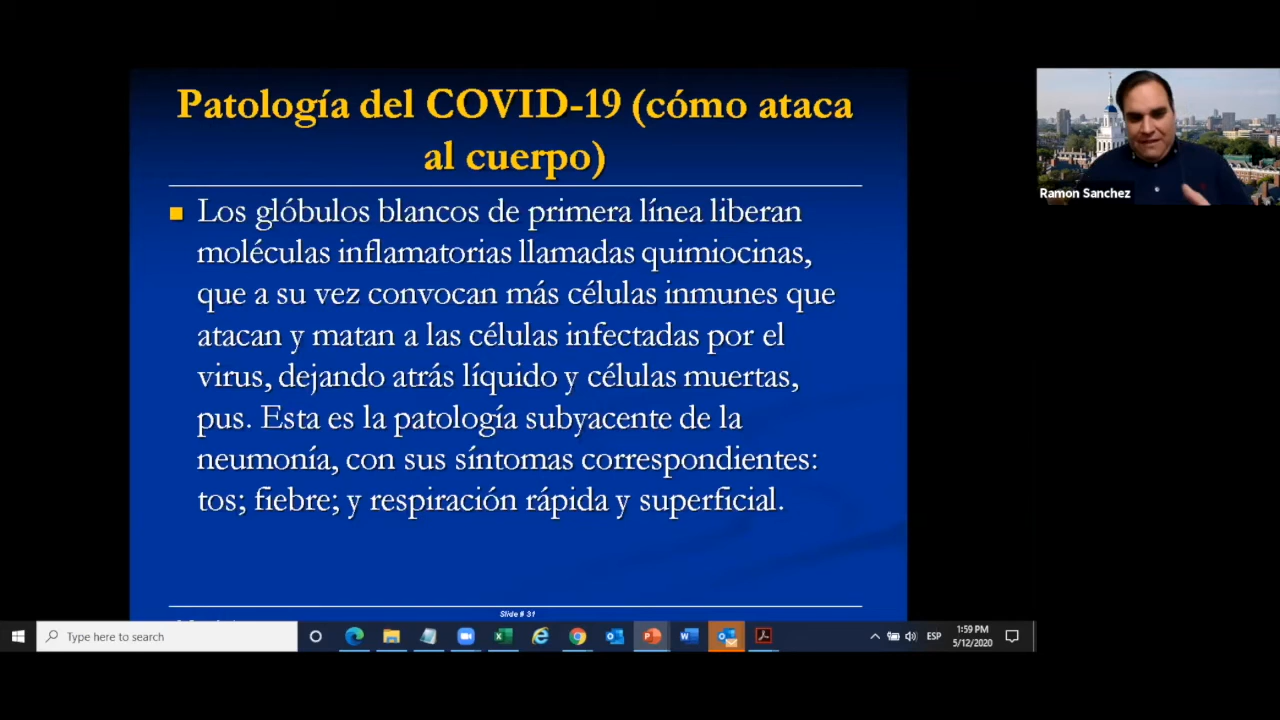 Patología del COVID-19 (cómo ataca
al cuerpo)
Los glóbulos blancos de primera línea liberan
moléculas inflamatorias llamadas quimiocinas,
que a su vez convocan más células inmunes que
atacan y matan a las células infectadas por el
virus, dejando atrás líquido y células muertas,
pus. Esta es la patología subyacente de la
neumonía, con sus síntomas correspondientes:
tos; fiebre; y respiración rápida y superficial.
Slide # 31
Ramon Sanchez
Type here to search
ESP
1:59 PM
5/12/2020